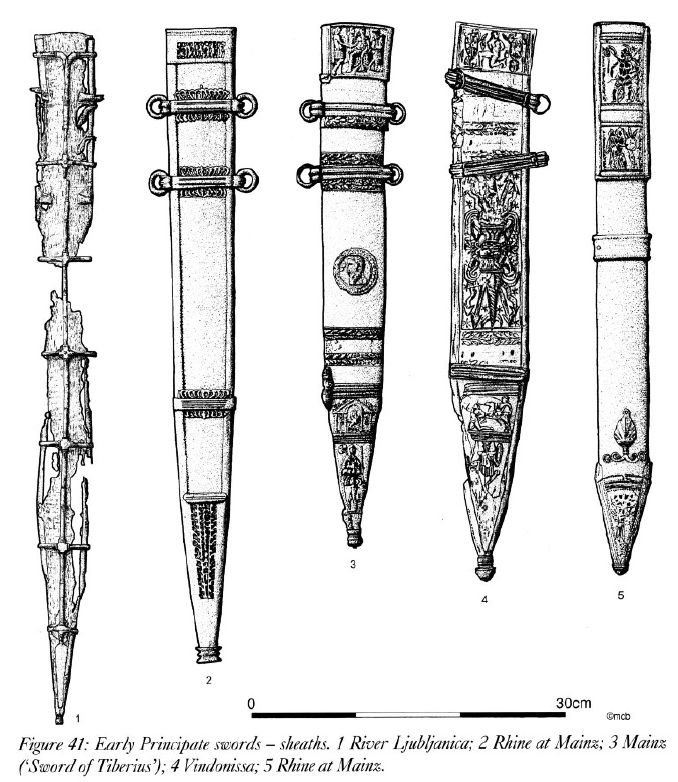 1
2
3
4
5
0 30cm
©mcb
Figure 41: Early Principate swords – sheaths. 1 River Ljubljanica; 2 Rhine at Mainz; 3 Mainz
(‘Sword of Tiberius’); 4 Vindonissa; 5 Rhine at Mainz.